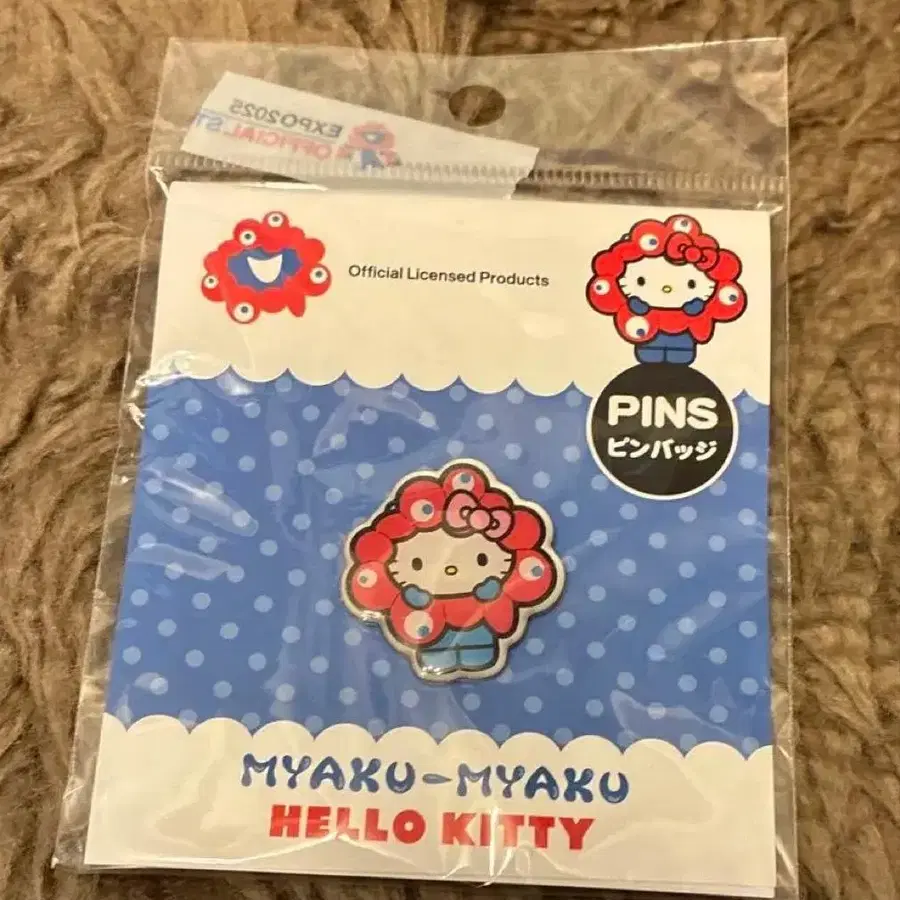 EXPO2025
OFFICIAL ST
Official Licensed Products
PINS
ピンバッジ
MYAKU-MYAKU
HELLO KITTY